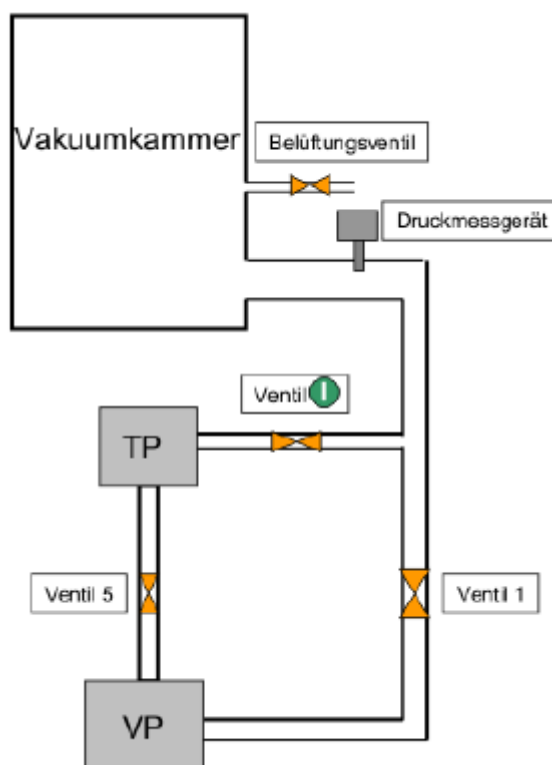 Vakuumkammer
Belüftungsventil
Druckmessgerät
Ventil I
TP
Ventil 5
Ventil 1
VP